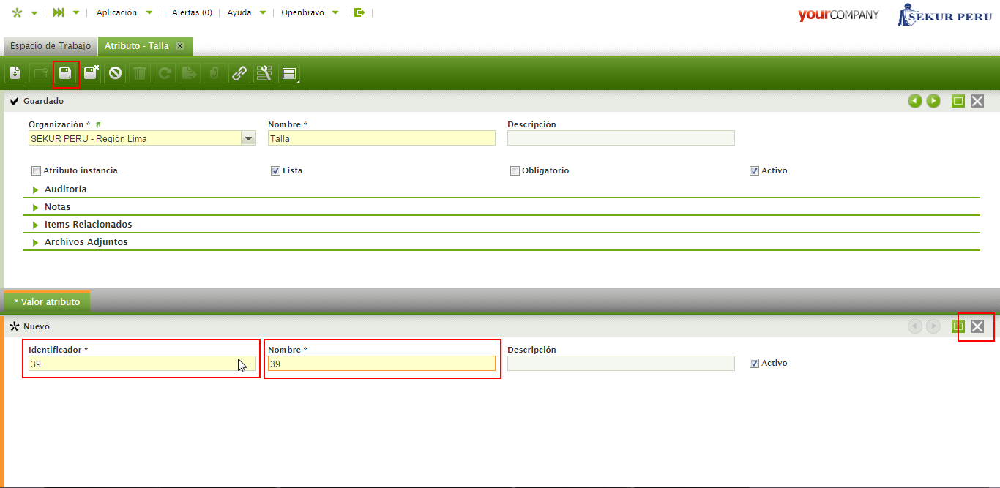 Aplicación Alertas (0) Ayuda Openbravo
yourCOMPANY SEKUR PERU
Espacio de Trabajo Atributo - Talla
Guardado
Organización * Nombre * Descripción
SEKUR PERU - Región Lima Talla
Atributo instancia Lista Obligatorio Activo
Auditoría
Notas
Items Relacionados
Archivos Adjuntos
* Valor atributo
Nuevo
Identificador * Nombre * Descripción
39 39 Activo